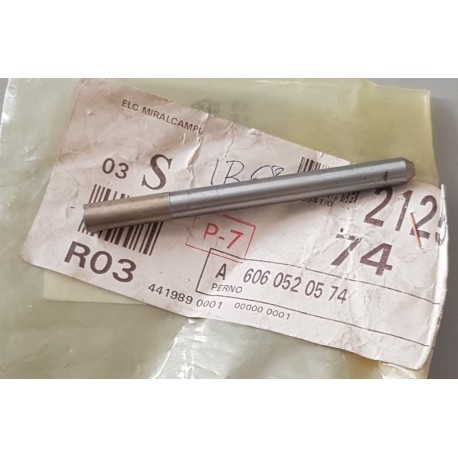 ELC MIRALCAMP
03 S
2125
P-7
74
R03
A 606 052 05 74
PERNO
441989 0001 00000 0001